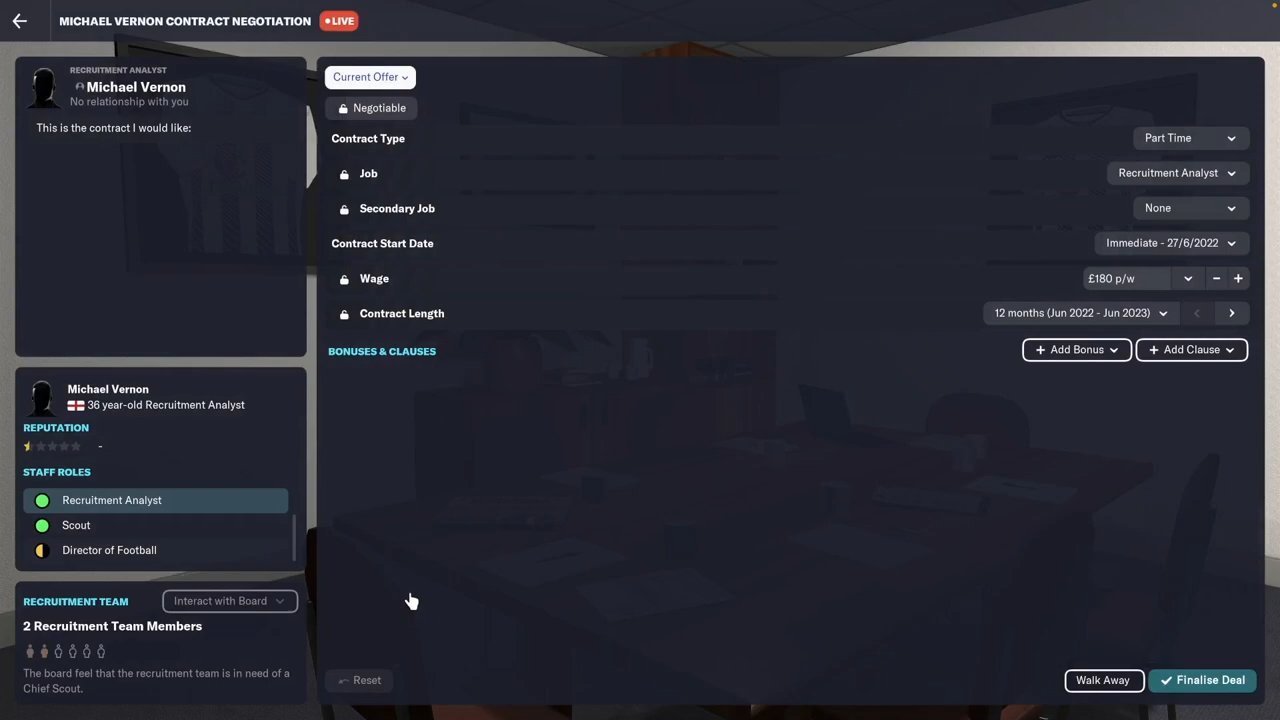 MICHAEL VERNON CONTRACT NEGOTIATION
LIVE
RECRUITMENT ANALYST
Michael Vernon
No relationship with you
This is the contract I would like:
Current Offer
Negotiable
Contract Type
Part Time
Job
Recruitment Analyst
Secondary Job
None
Contract Start Date
Immediate - 27/6/2022
Wage
£180 p/w
Contract Length
12 months (Jun 2022 - Jun 2023)
BONUSES & CLAUSES
+ Add Bonus
+ Add Clause
Michael Vernon
36 year-old Recruitment Analyst
REPUTATION
-
STAFF ROLES
Recruitment Analyst
Scout
Director of Football
RECRUITMENT TEAM
Interact with Board
2 Recruitment Team Members
The board feel that the recruitment team is in need of a
Chief Scout.
Reset
Walk Away
Finalise Deal